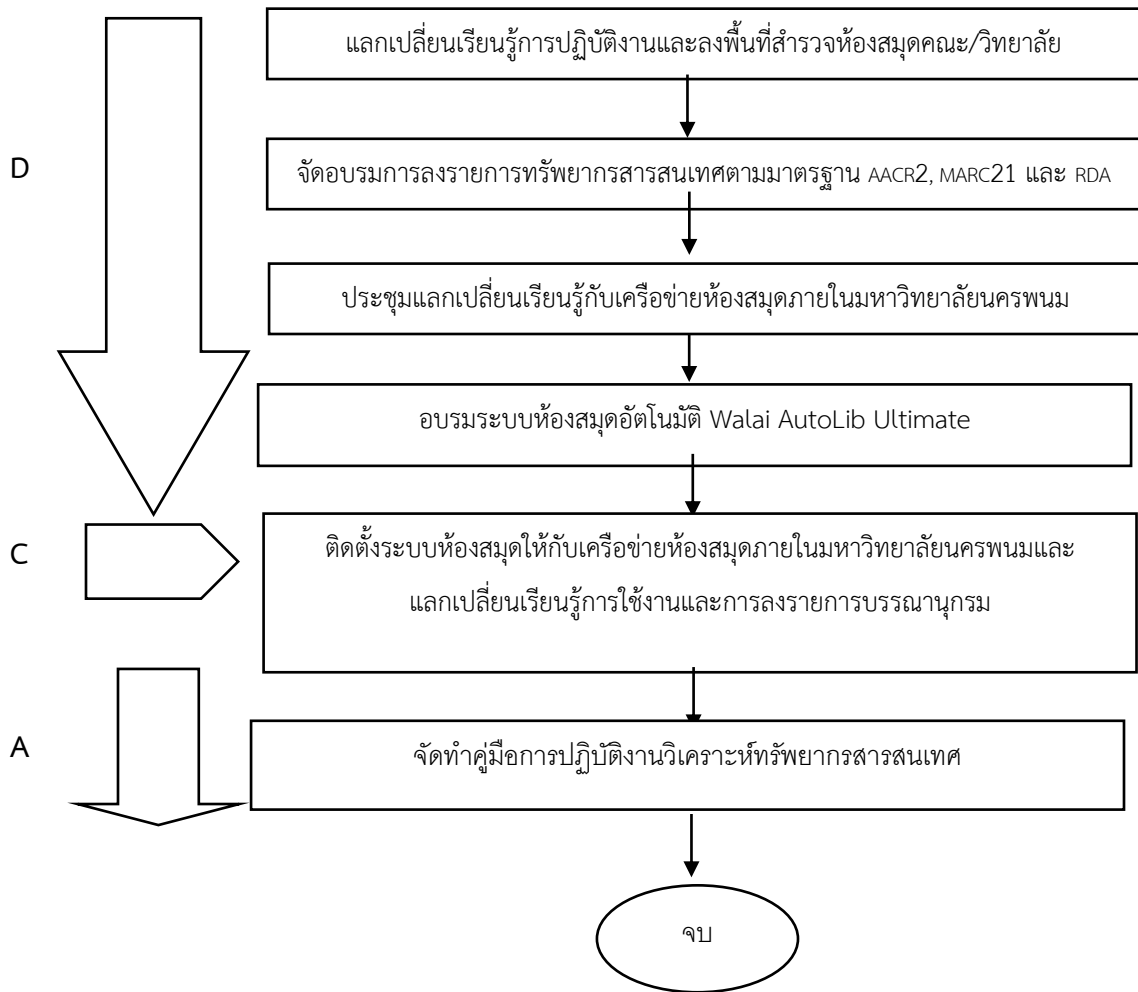 แลกเปลี่ยนเรียนรู้การปฏิบัติงานและลงพื้นที่สำรวจห้องสมุดคณะ/วิทยาลัย
D
จัดอบรมการลงรายการทรัพยากรสารสนเทศตามมาตรฐาน AACR2, MARC21 และ RDA
ประชุมแลกเปลี่ยนเรียนรู้กับเครือข่ายห้องสมุดภายในมหาวิทยาลัยนครพนม
อบรมระบบห้องสมุดอัตโนมัติ Walai AutoLib Ultimate
C
ติดตั้งระบบห้องสมุดให้กับเครือข่ายห้องสมุดภายในมหาวิทยาลัยนครพนมและ
แลกเปลี่ยนเรียนรู้การใช้งานและการลงรายการบรรณานุกรม
A
จัดทำคู่มือการปฏิบัติงานวิเคราะห์ทรัพยากรสารสนเทศ
จบ